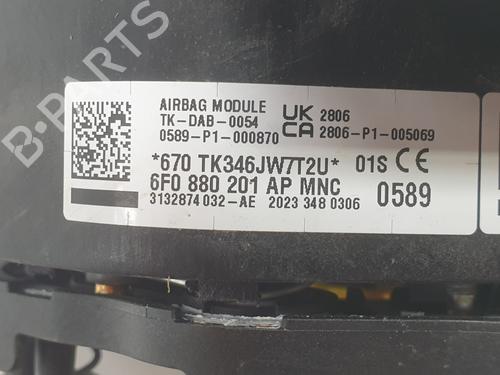 B-PARTS
AIRBAG MODULE
TK-DAB-0054
0589-P1-000870
UK CA
2806
2806-P1-005069
*670 TK346JW7T2U* 01S CE
6F0 880 201 AP MNC
0589
3132874 032-AE 2023 348 0306